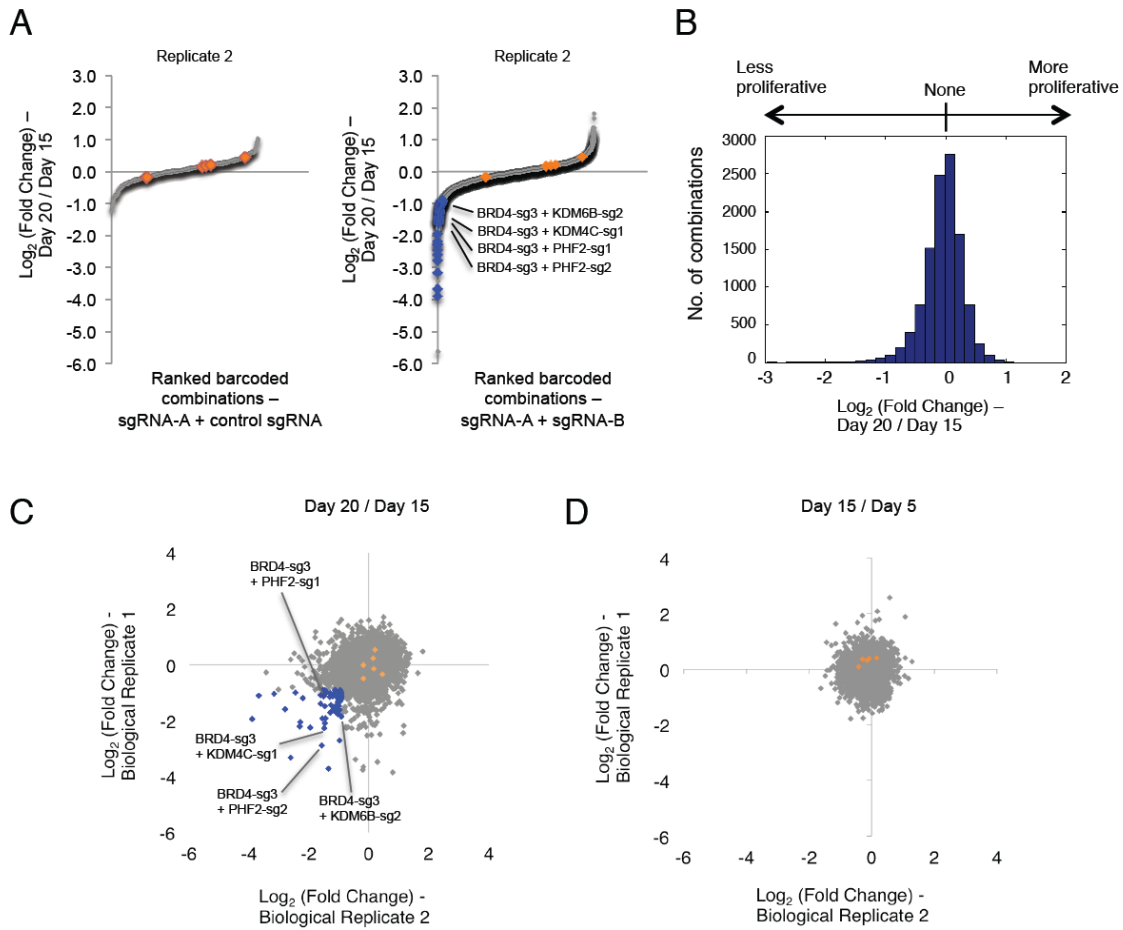 A
Replicate 2
Log2 (Fold Change) –
Day 20 / Day 15
3.0
2.0
1.0
0.0
-1.0
-2.0
-3.0
-4.0
-5.0
-6.0
Ranked barcoded
combinations –
sgRNA-A + control sgRNA
Replicate 2
Log2 (Fold Change) –
Day 20 / Day 15
3.0
2.0
1.0
0.0
-1.0
-2.0
-3.0
-4.0
-5.0
-6.0
BRD4-sg3 + KDM6B-sg2
BRD4-sg3 + KDM4C-sg1
BRD4-sg3 + PHF2-sg1
BRD4-sg3 + PHF2-sg2
Ranked barcoded
combinations –
sgRNA-A + sgRNA-B
B
Less
proliferative
None
More
proliferative
No. of combinations
3000
2500
2000
1500
1000
500
0
-3 -2 -1 0 1 2
Log2 (Fold Change) –
Day 20 / Day 15
C
Day 20 / Day 15
Log2 (Fold Change) -
Biological Replicate 1
4
2
0
-2
-4
-6
BRD4-sg3
+ PHF2-sg1
BRD4-sg3
+ KDM4C-sg1
BRD4-sg3
+ PHF2-sg2
BRD4-sg3
+ KDM6B-sg2
-6 -4 -2 0 2 4
Log2 (Fold Change) -
Biological Replicate 2
D
Day 15 / Day 5
Log2 (Fold Change) -
Biological Replicate 1
4
2
0
-2
-4
-6
-6 -4 -2 0 2 4
Log2 (Fold Change) -
Biological Replicate 2